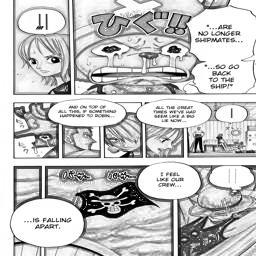 "...ARE
NO LONGER
SHIPMATES...
"...SO GO
BACK
TO THE
SHIP!"
ひぐ!!
!!
ALL THE GREAT
TIMES WE'VE HAD
SEEM LIKE A BIG
LIE NOW...
AND ON TOP OF
ALL THIS, IF
SOMETHING
HAPPENED TO
ROBIN...
I FEEL
LIKE OUR
CREW...
...IS
FALLING
APART.